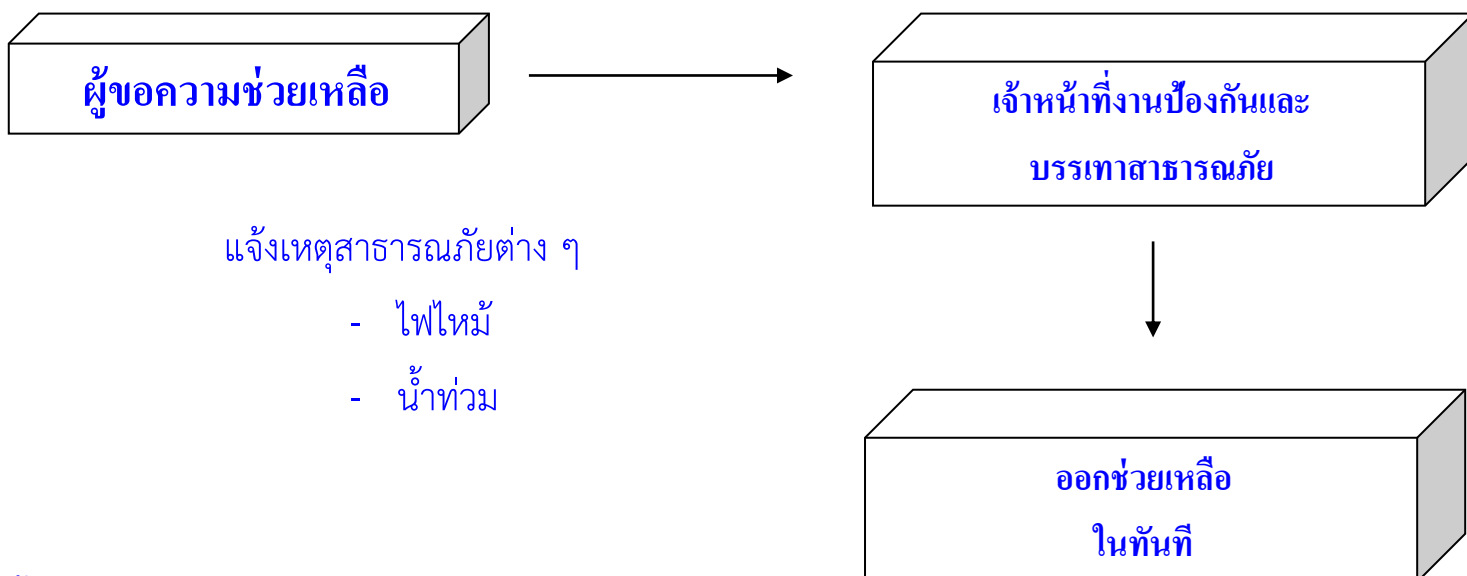 ผู้ขอความช่วยเหลือ
เจ้าหน้าที่งานป้องกันและ
บรรเทาสาธารณภัย
แจ้งเหตุสาธารณภัยต่าง ๆ
- ไฟไหม้
- น้ำท่วม
ออกช่วยเหลือ
ในทันที